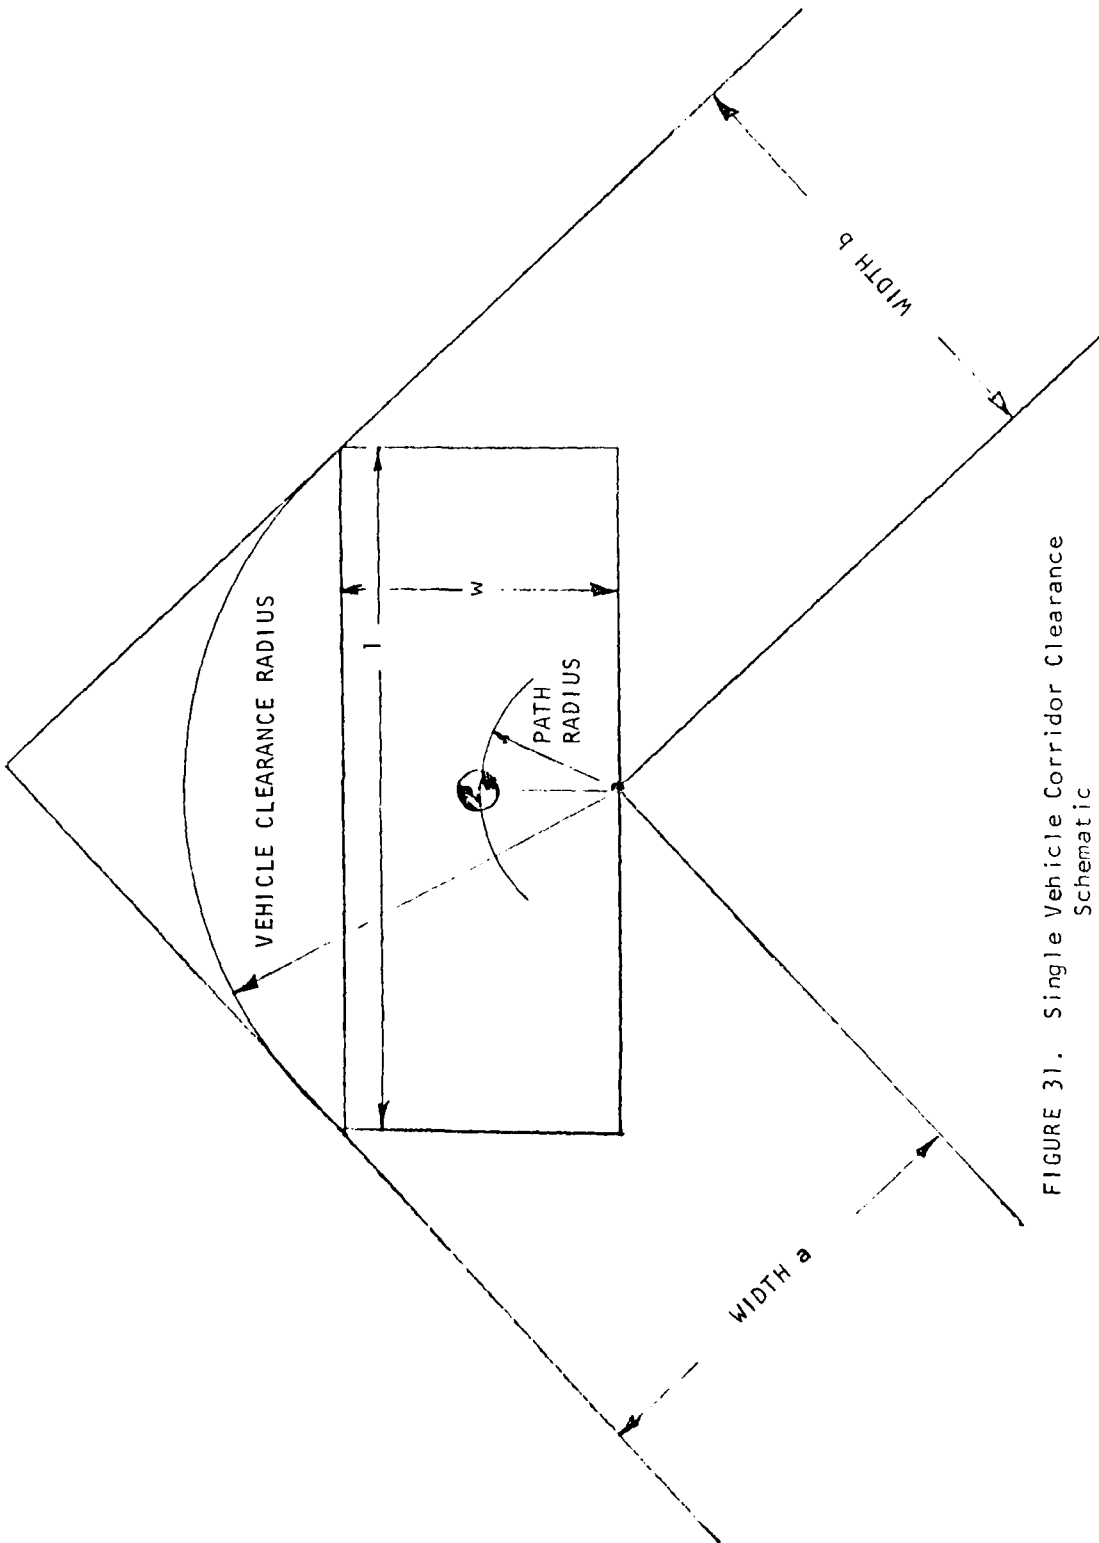 WIDTH b
VEHICLE CLEARANCE RADIUS
l
w
PATH
RADIUS
WIDTH a
FIGURE 31. Single Vehicle Corridor Clearance
Schematic